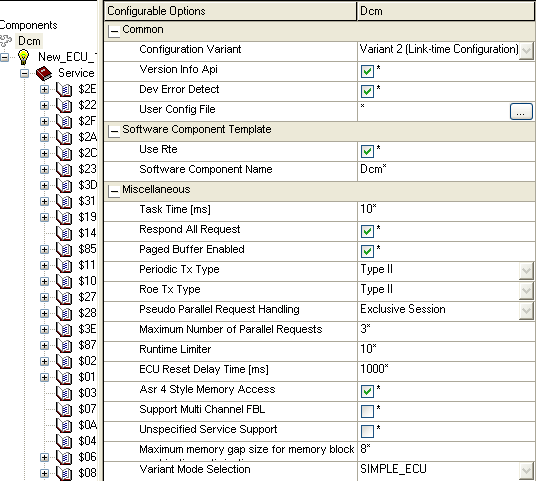 Components
Dcm
New_ECU_
Service
$2E
$22
$2F
$2A
$2C
$23
$3D
$31
$19
$14
$85
$11
$10
$27
$28
$3E
$87
$02
$01
$03
$07
$0A
$04
$06
$08
Configurable Options Dcm
Common
Configuration Variant Variant 2 (Link-time Configuration)
Version Info Api *
Dev Error Detect *
User Config File * ...
Software Component Template
Use Rte *
Software Component Name Dcm*
Miscellaneous
Task Time [ms] 10*
Respond All Request *
Paged Buffer Enabled *
Periodic Tx Type Type II
Roe Tx Type Type II
Pseudo Parallel Request Handling Exclusive Session
Maximum Number of Parallel Requests 3*
Runtime Limiter 10*
ECU Reset Delay Time [ms] 1000*
Asr 4 Style Memory Access *
Support Multi Channel FBL *
Unspecified Service Support *
Maximum memory gap size for memory block 8*
Variant Mode Selection SIMPLE_ECU